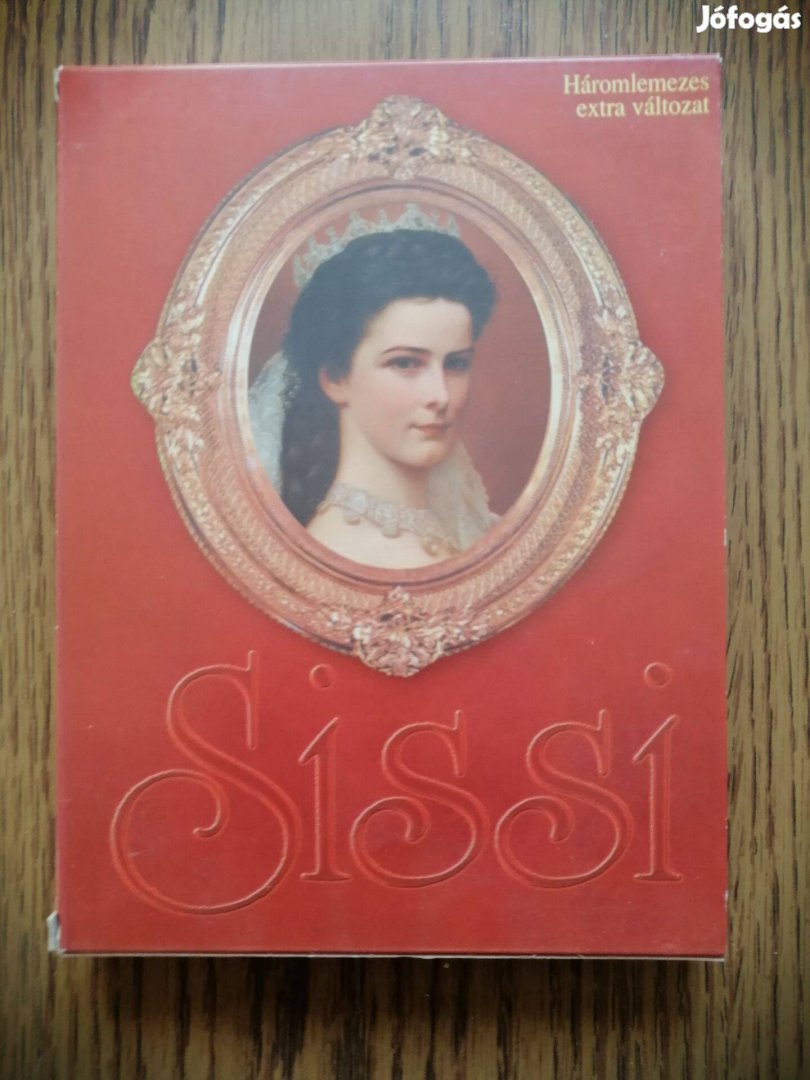 Jófogás
Háromlemezes
extra változat
Sissi